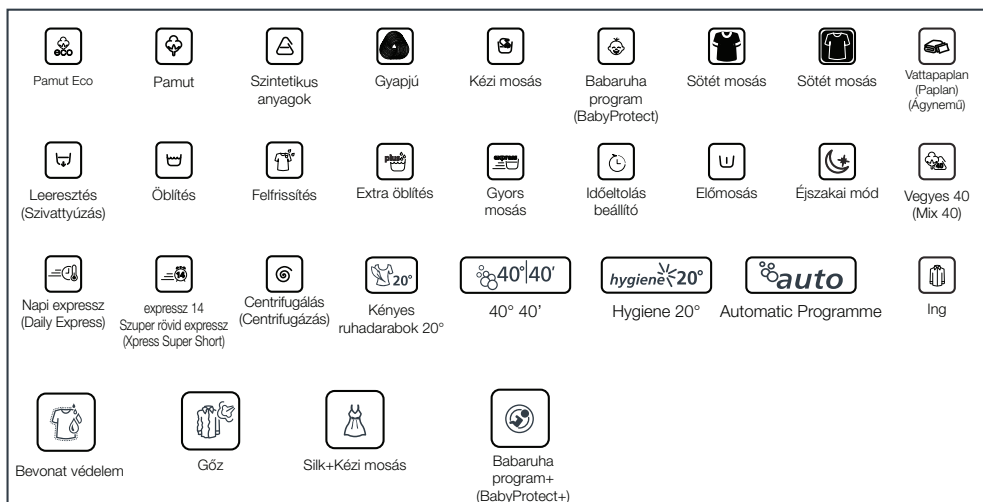 eco
Pamut Eco
Pamut
Szintetikus
anyagok
Gyapjú
Kézi mosás
Babaruha
program
(BabyProtect)
Sötét mosás
Sötét mosás
Vattapaplan
(Paplan)
(Ágynemű)
Leeresztés
(Szivattyúzás)
Öblítés
Felfrissítés
plus
Extra öblítés
express
Gyors
mosás
Időeltolás
beállító
Előmosás
Éjszakai mód
40
Vegyes 40
(Mix 40)
Napi expressz
(Daily Express)
14
expressz 14
Szuper rövid expressz
(Xpress Super Short)
Centrifugálás
(Centrifugázás)
20°
Kényes
ruhadarabok 20°
40°|40'
40° 40’
hygiene 20°
Hygiene 20°
auto
Automatic Programme
Ing
Bevonat védelem
Gőz
Silk+Kézi mosás
Babaruha
program+
(BabyProtect+)